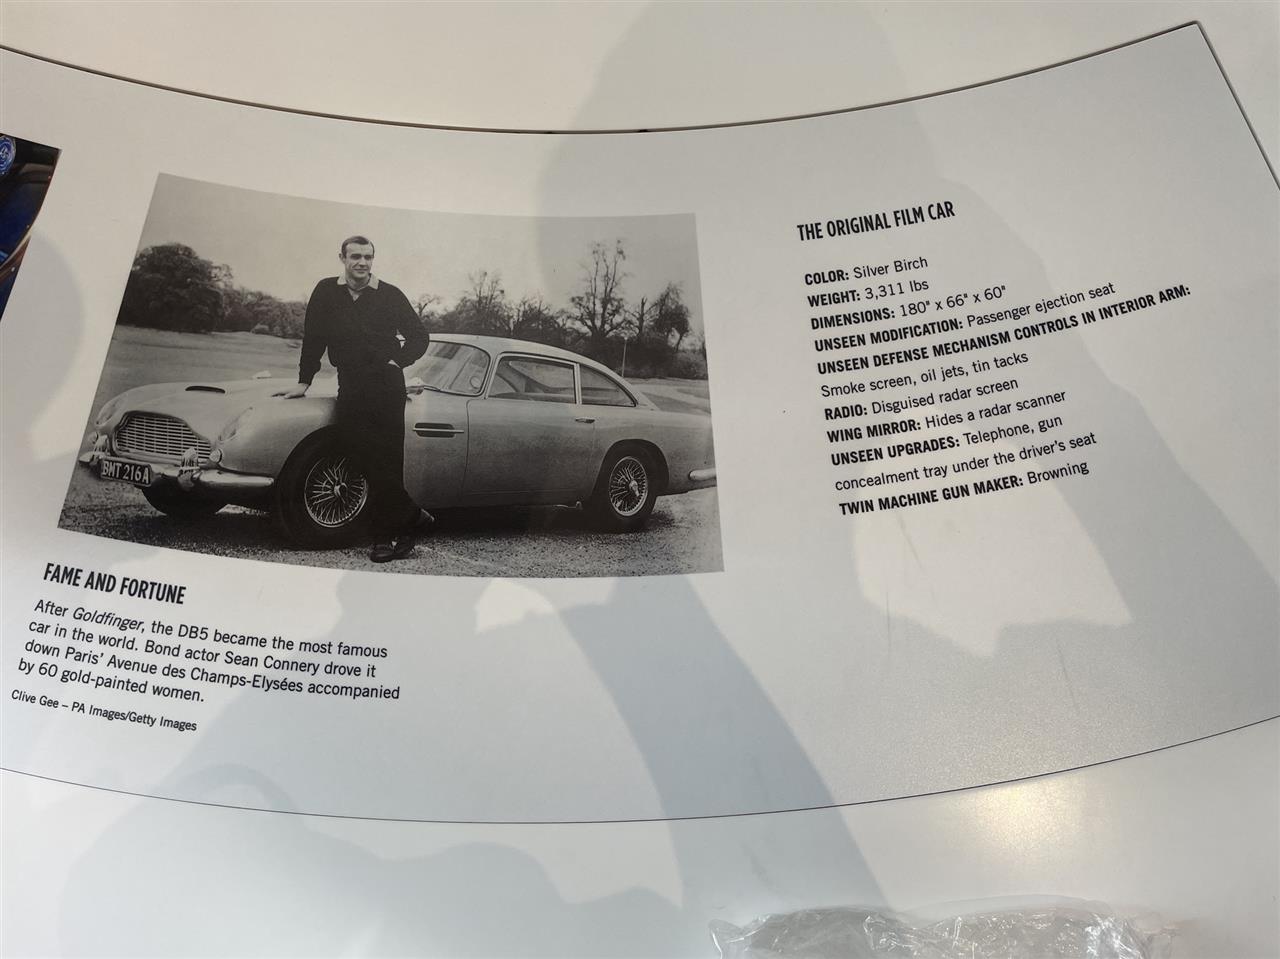 BMT 216A
FAME AND FORTUNE
After Goldfinger, the DB5 became the most famous
car in the world. Bond actor Sean Connery drove it
down Paris' Avenue des Champs-Elysées accompanied
by 60 gold-painted women.
Clive Gee – PA Images/Getty Images
THE ORIGINAL FILM CAR
COLOR: Silver Birch
WEIGHT: 3,311 lbs
DIMENSIONS: 180" x 66" x 60"
UNSEEN MODIFICATION: Passenger ejection seat
UNSEEN DEFENSE MECHANISM CONTROLS IN INTERIOR ARM:
Smoke screen, oil jets, tin tacks
RADIO: Disguised radar screen
WING MIRROR: Hides a radar scanner
UNSEEN UPGRADES: Telephone, gun
concealment tray under the driver's seat
TWIN MACHINE GUN MAKER: Browning